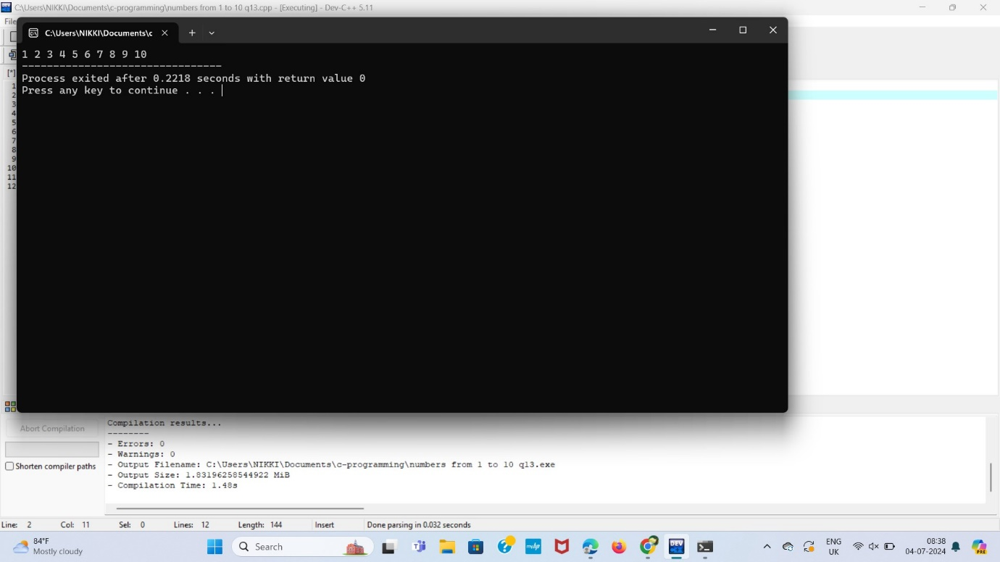 C:\Users\NIKKI\Documents\c-programming\numbers from 1 to 10 q13.cpp - [Executing] - Dev-C++ 5.11
File
C:\Users\NIKKI\Documents\c
1 2 3 4 5 6 7 8 9 10
--------------------------------
Process exited after 0.2218 seconds with return value 0
Press any key to continue . . .
[*]
1
2
3
4
5
6
7
8
9
10
11
12
Abort Compilation
Shorten compiler paths
Compilation results...
--------
- Errors: 0
- Warnings: 0
- Output Filename: C:\Users\NIKKI\Documents\c-programming\numbers from 1 to 10 q13.exe
- Output Size: 1.83196258544922 MiB
- Compilation Time: 1.48s
Line: 2 Col: 11 Sel: 0 Lines: 12 Length: 144 Insert Done parsing in 0.032 seconds
84°F
Mostly cloudy
Search
myhp
DEV
ENG
UK
08:38
04-07-2024
PRE